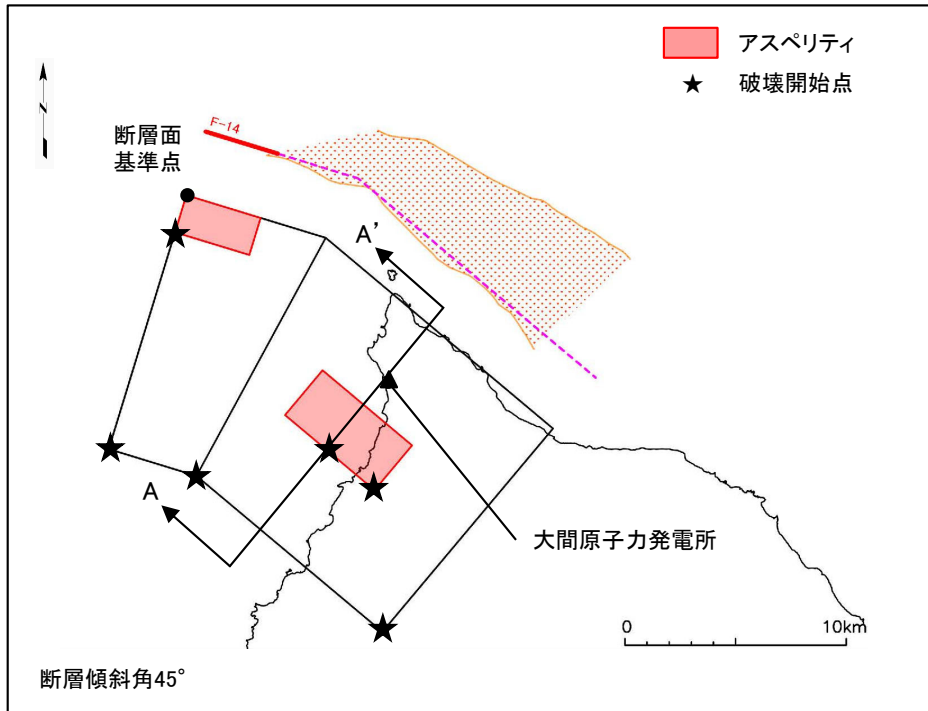 アスペリティ
破壊開始点
N
F-14
断層面
基準点
A'
A
大間原子力発電所
0
10km
断層傾斜角45°